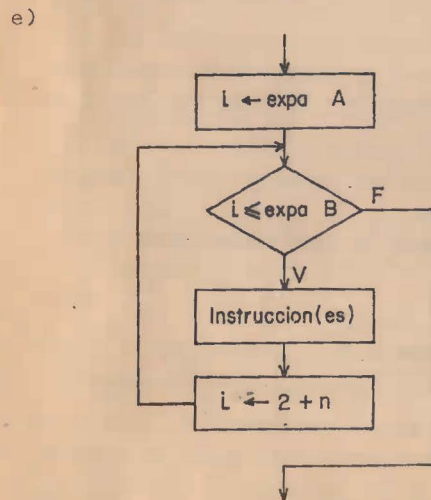 e)
i ← expa A
i ⩽ expa B
F
V
Instruccion(es)
i ← 2 + n